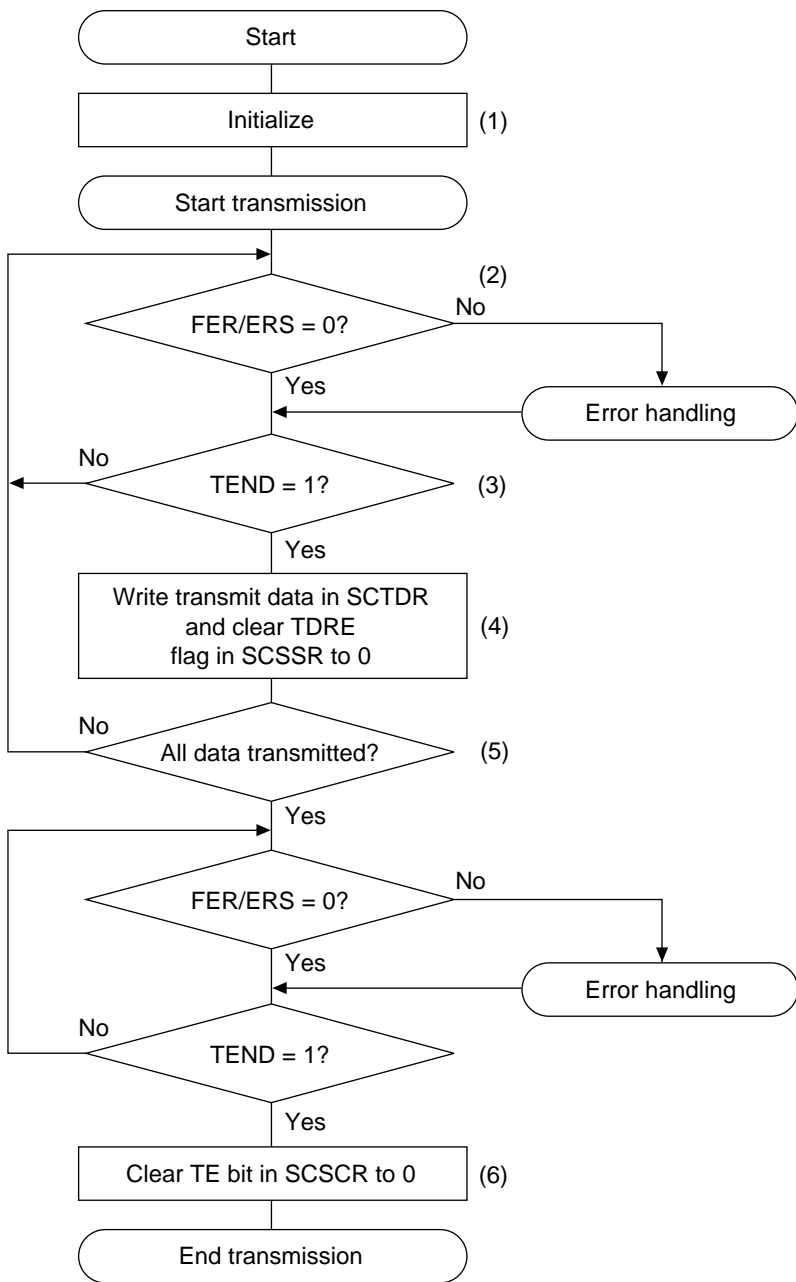 Start
Initialize
(1)
Start transmission
(2)
FER/ERS = 0?
No
Yes
Error handling
No
TEND = 1?
(3)
Yes
Write transmit data in SCTDR
and clear TDRE
flag in SCSSR to 0
(4)
No
All data transmitted?
(5)
Yes
FER/ERS = 0?
No
Yes
Error handling
No
TEND = 1?
Yes
Clear TE bit in SCSCR to 0
(6)
End transmission